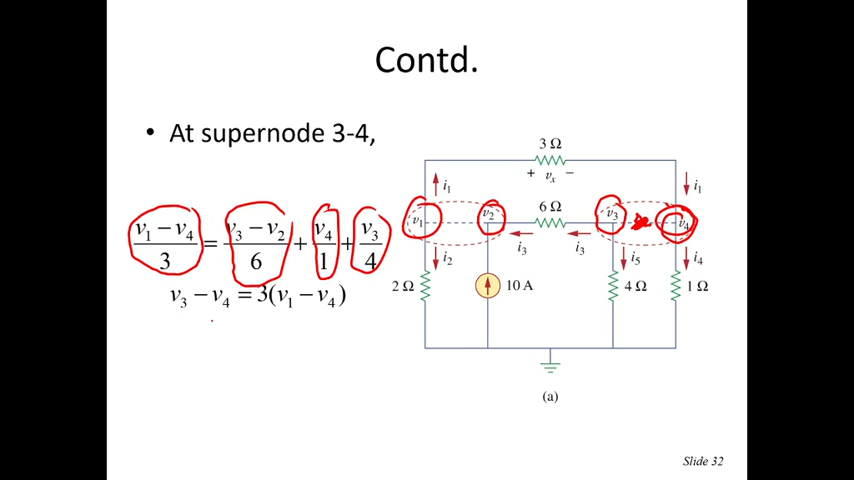 Contd.
• At supernode 3-4,
(v₁ − v₄)/3 = (v₃ − v₂)/6 + v₄/1 + v₃/4
v₃ − v₄ = 3(v₁ − v₄)
3 Ω
+ vₓ −
i₁
i₁
v₁
v₂
6 Ω
v₃
v₄
i₃
i₃
i₂
i₅
i₄
2 Ω
10 A
4 Ω
1 Ω
(a)
Slide 32